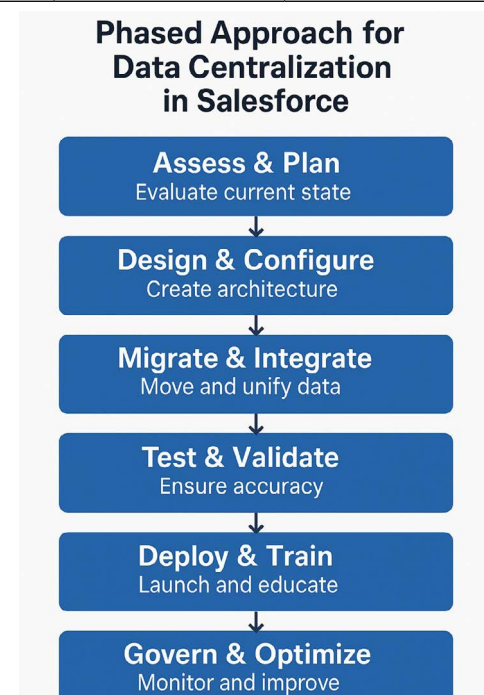 Phased Approach for
Data Centralization
in Salesforce
Assess & Plan
Evaluate current state
Design & Configure
Create architecture
Migrate & Integrate
Move and unify data
Test & Validate
Ensure accuracy
Deploy & Train
Launch and educate
Govern & Optimize
Monitor and improve